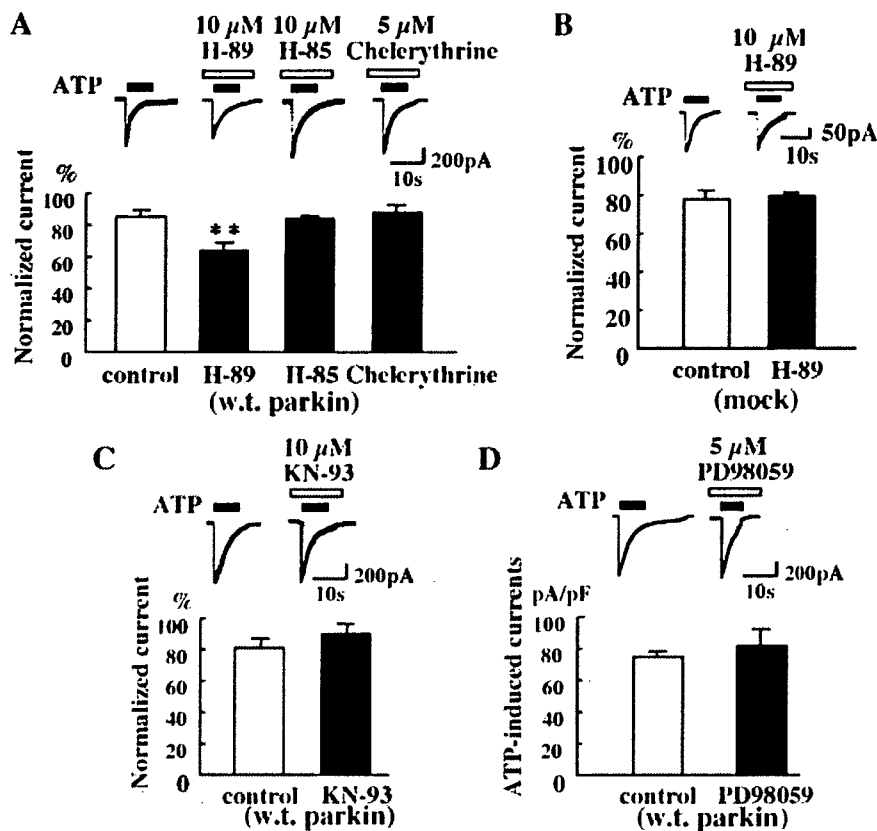 A
10 μM 10 μM 5 μM
H-89 H-85 Chelerythrine
ATP
200pA
10s
%
Normalized current
100
80
60
40
20
0
**
control H-89 H-85 Chelerythrine
(w.t. parkin)
B
10 μM
H-89
ATP
50pA
10s
%
Normalized current
100
80
60
40
20
0
control H-89
(mock)
C
10 μM
KN-93
ATP
200pA
10s
%
Normalized current
100
80
60
40
20
0
control KN-93
(w.t. parkin)
D
5 μM
PD98059
ATP
200pA
10s
pA/pF
ATP-induced currents
100
80
60
40
20
0
control PD98059
(w.t. parkin)